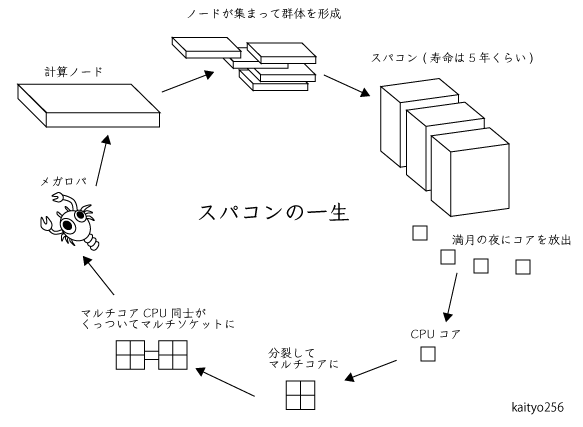 ノードが集まって群体を形成
計算ノード
スパコン ( 寿命は 5 年くらい )
メガロパ
スパコンの一生
満月の夜にコアを放出
マルチコア CPU 同士が
くっついてマルチソケットに
分裂して
マルチコアに
CPU コア
kaityo256